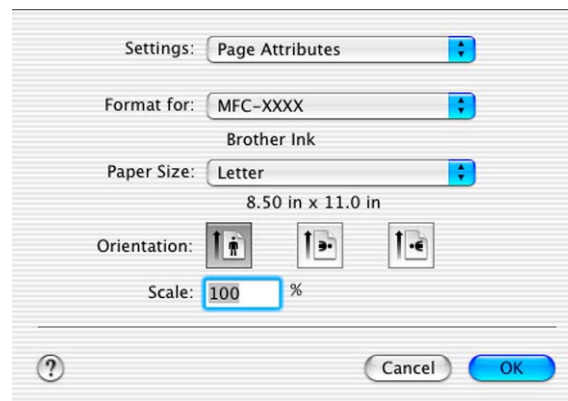 Settings: Page Attributes
Format for: MFC-XXXX
Brother Ink
Paper Size: Letter
8.50 in x 11.0 in
Orientation:
Scale: 100 %
? Cancel OK